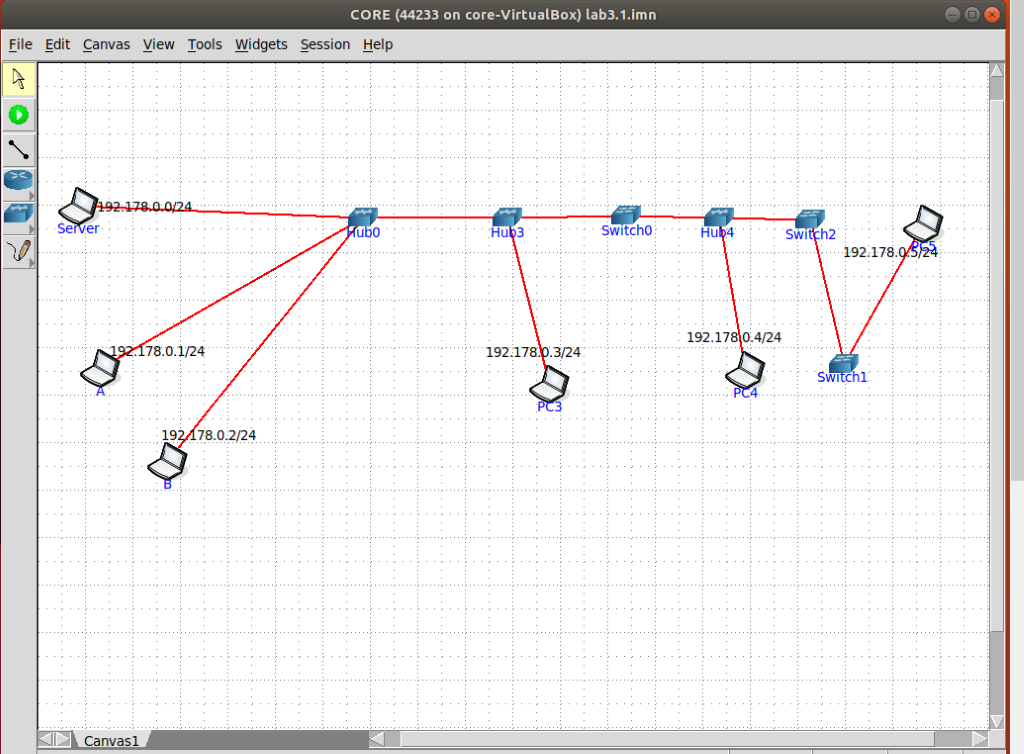 CORE (44233 on core-VirtualBox) lab3.1.imn
File Edit Canvas View Tools Widgets Session Help
192.178.0.0/24
Server
Hub0
Hub3
Switch0
Hub4
Switch2
PC5
192.178.0.5/24
192.178.0.1/24
A
192.178.0.3/24
PC3
192.178.0.4/24
PC4
Switch1
192.178.0.2/24
B
Canvas1